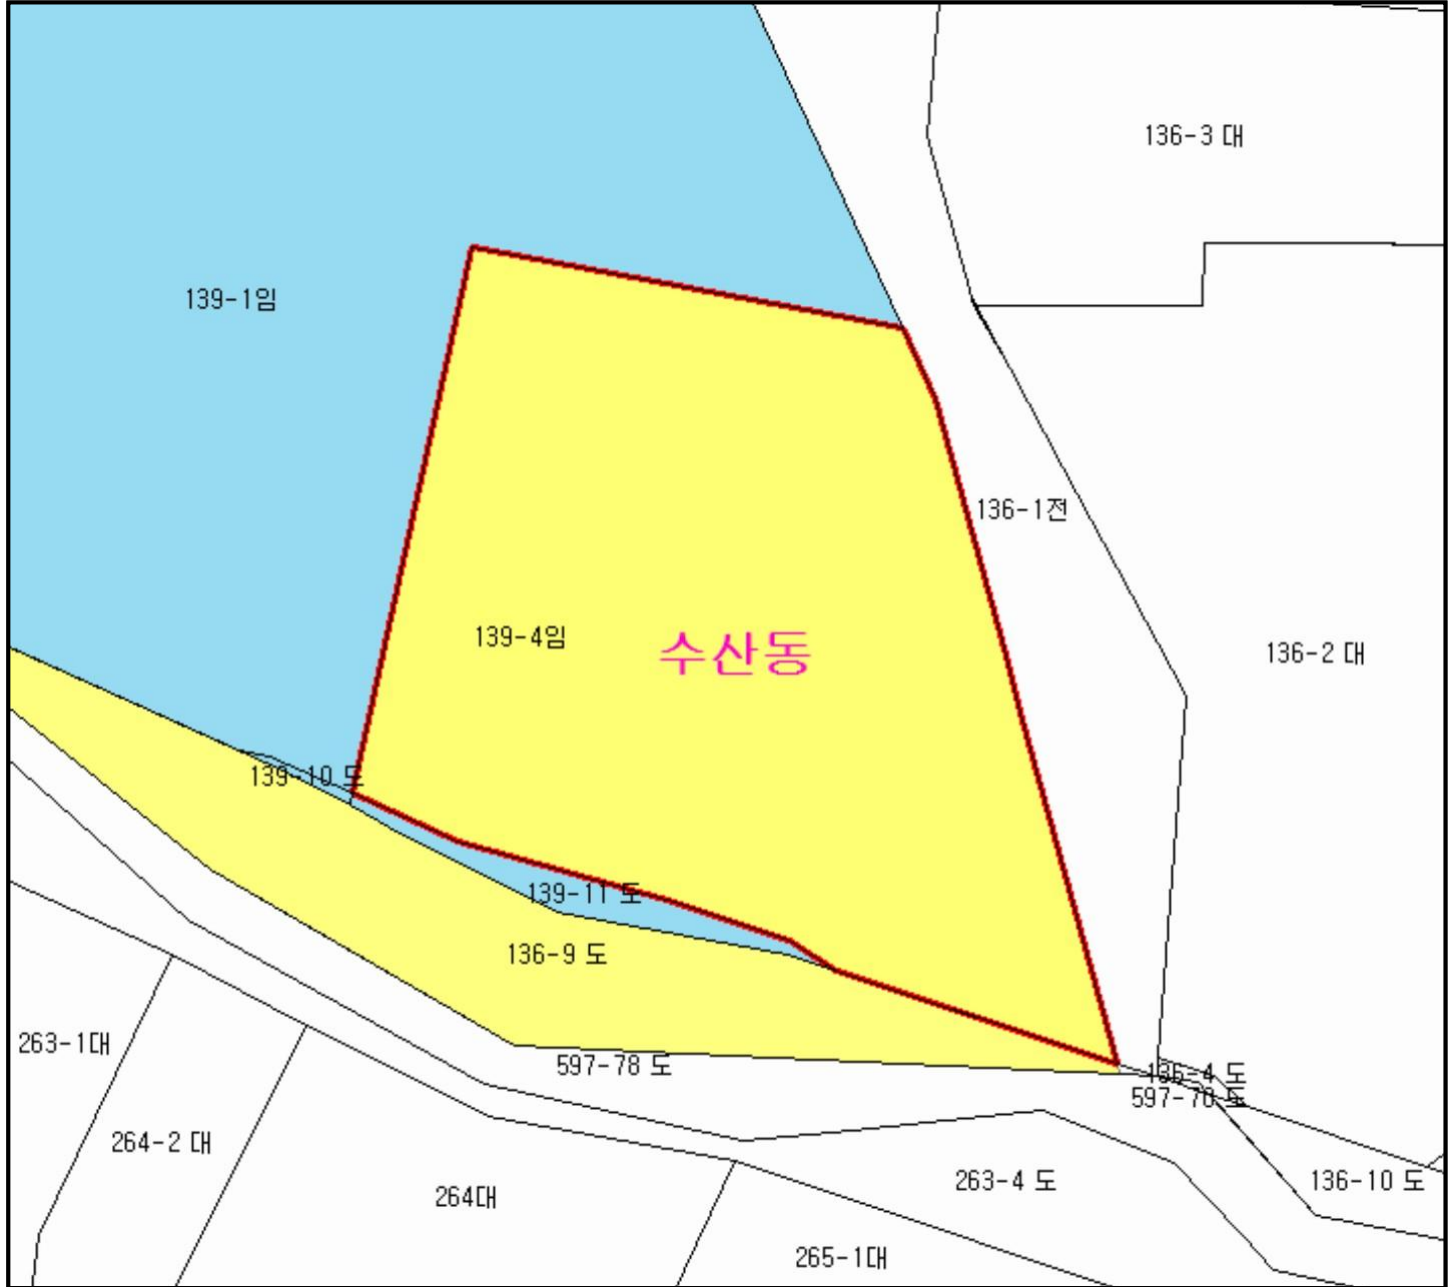 136-3 대
139-1임
136-1전
139-4임
수산동
136-2 대
139-10 도
139-11 도
136-9 도
263-1대
597-78 도
136-4 도
597-78 도
264-2 대
264대
263-4 도
136-10 도
265-1대